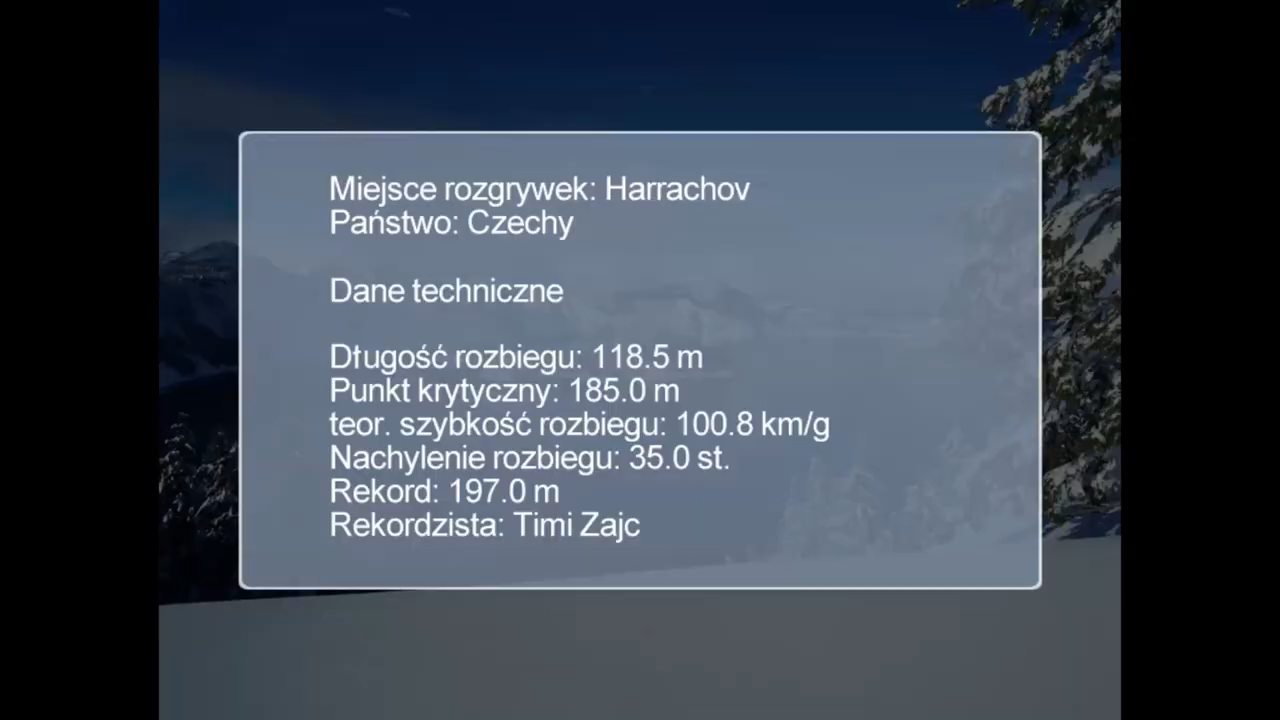 Miejsce rozgrywek: Harrachov
Państwo: Czechy
Dane techniczne
Długość rozbiegu: 118.5 m
Punkt krytyczny: 185.0 m
teor. szybkość rozbiegu: 100.8 km/g
Nachylenie rozbiegu: 35.0 st.
Rekord: 197.0 m
Rekordzista: Timi Zajc